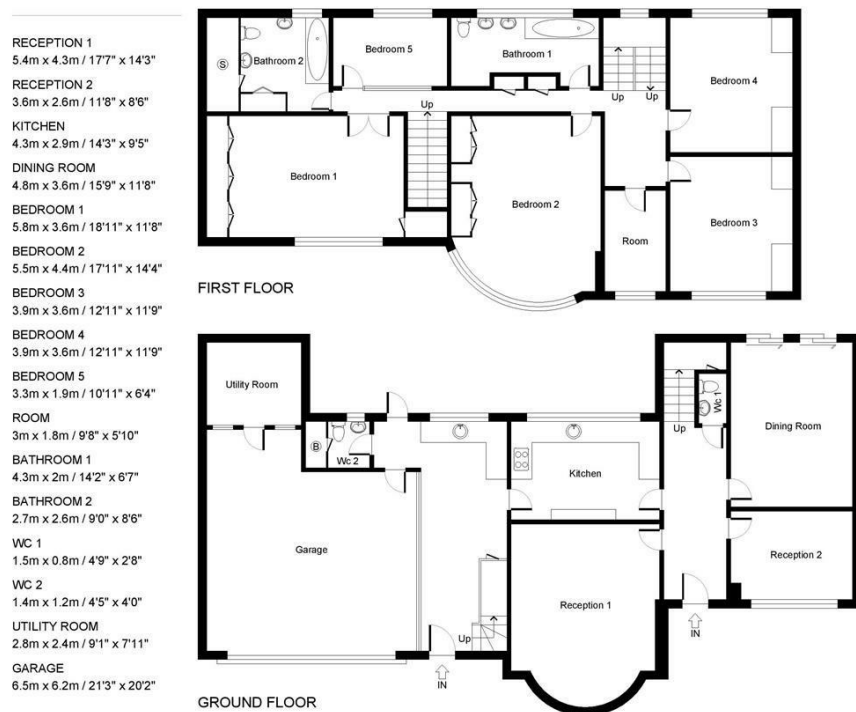 RECEPTION 1
5.4m x 4.3m / 17'7" x 14'3"
RECEPTION 2
3.6m x 2.6m / 11'8" x 8'6"
KITCHEN
4.3m x 2.9m / 14'3" x 9'5"
DINING ROOM
4.8m x 3.6m / 15'9" x 11'8"
BEDROOM 1
5.8m x 3.6m / 18'11" x 11'8"
BEDROOM 2
5.5m x 4.4m / 17'11" x 14'4"
BEDROOM 3
3.9m x 3.6m / 12'11" x 11'9"
BEDROOM 4
3.9m x 3.6m / 12'11" x 11'9"
BEDROOM 5
3.3m x 1.9m / 10'11" x 6'4"
ROOM
3m x 1.8m / 9'8" x 5'10"
BATHROOM 1
4.3m x 2m / 14'2" x 6'7"
BATHROOM 2
2.7m x 2.6m / 9'0" x 8'6"
WC 1
1.5m x 0.8m / 4'9" x 2'8"
WC 2
1.4m x 1.2m / 4'5" x 4'0"
UTILITY ROOM
2.8m x 2.4m / 9'1" x 7'11"
GARAGE
6.5m x 6.2m / 21'3" x 20'2"
S
Bathroom 2
Bedroom 5
Bathroom 1
Up
Up
Up
Bedroom 4
Bedroom 1
Bedroom 2
Room
Bedroom 3
FIRST FLOOR
Utility Room
B
Wc 2
Kitchen
Up
Wc 1
Dining Room
Garage
Reception 1
Reception 2
Up
IN
IN
GROUND FLOOR